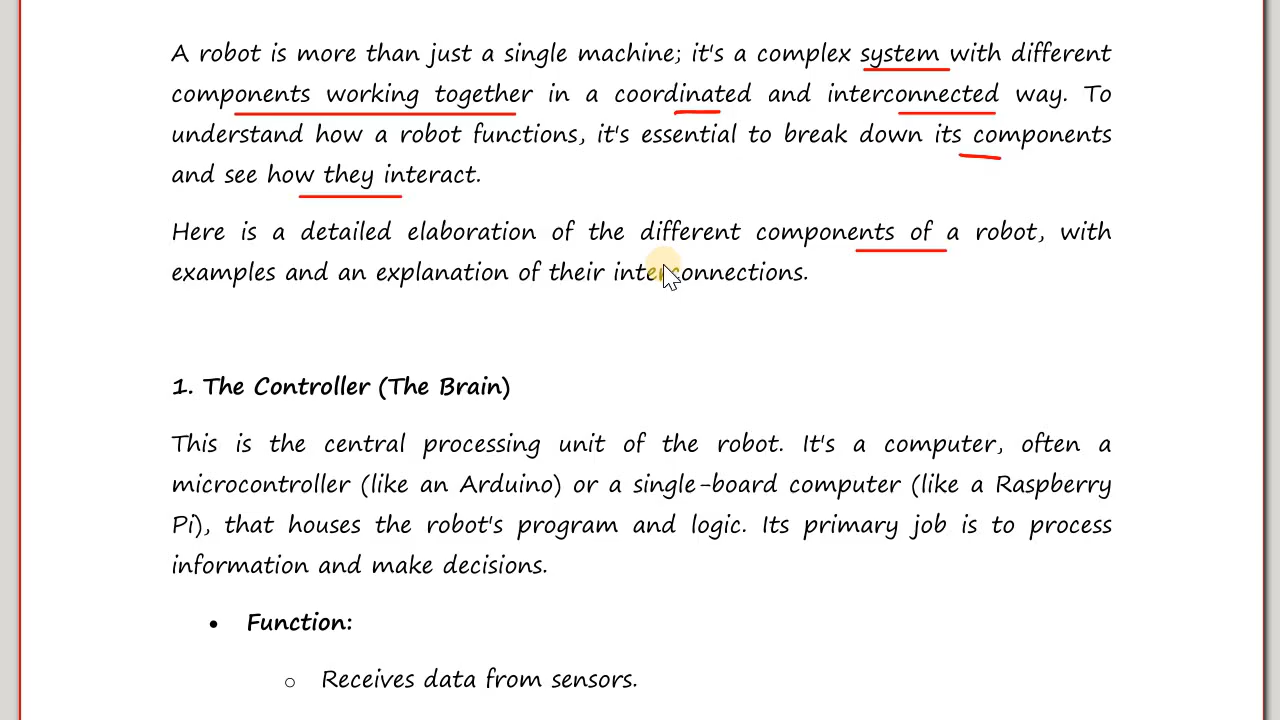 A robot is more than just a single machine; it's a complex system with different
components working together in a coordinated and interconnected way. To
understand how a robot functions, it's essential to break down its components
and see how they interact.
Here is a detailed elaboration of the different components of a robot, with
examples and an explanation of their interconnections.
1. The Controller (The Brain)
This is the central processing unit of the robot. It's a computer, often a
microcontroller (like an Arduino) or a single-board computer (like a Raspberry
Pi), that houses the robot's program and logic. Its primary job is to process
information and make decisions.
• Function:
○ Receives data from sensors.